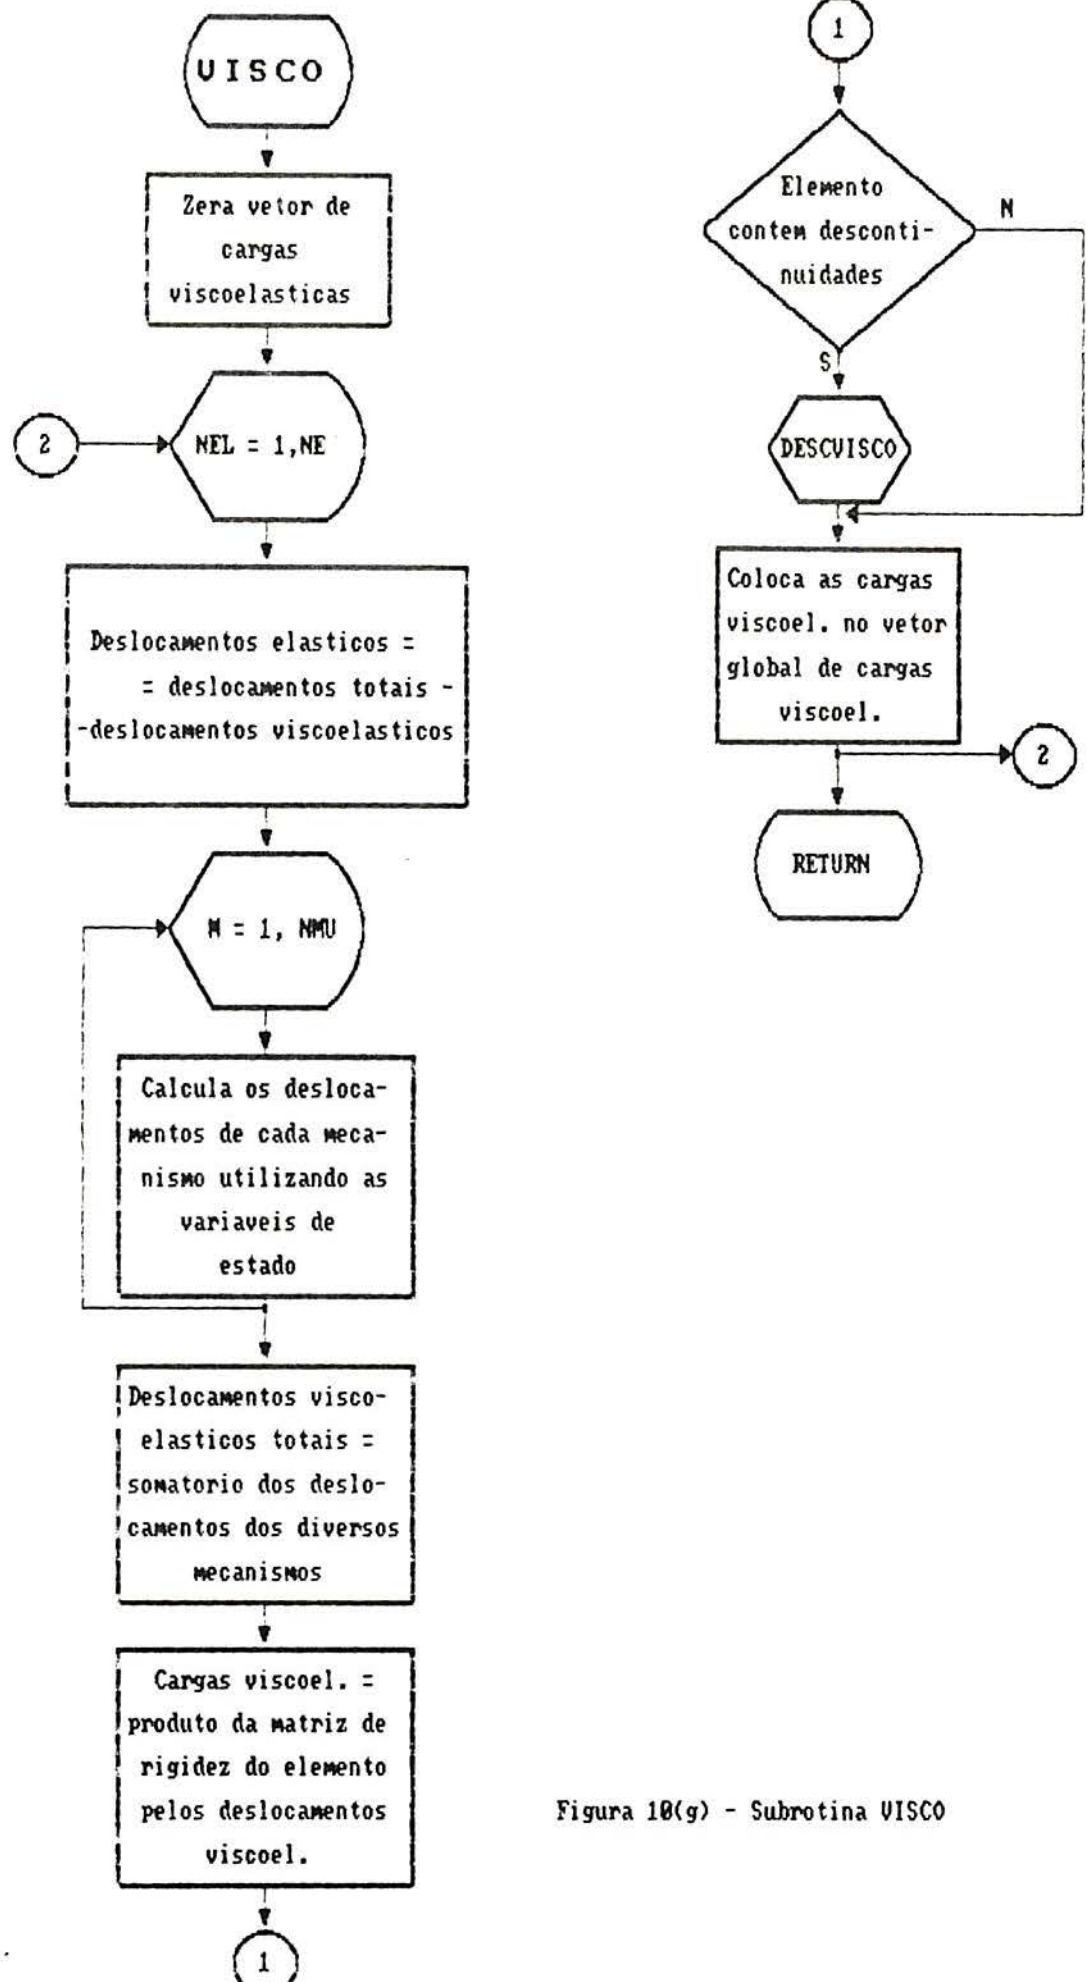 VISCO
Zera vetor de
cargas
viscoelasticas
2
NEL = 1,NE
Deslocamentos elasticos =
= deslocamentos totais -
-deslocamentos viscoelasticos
M = 1, NMV
Calcula os desloca-
mentos de cada meca-
nismo utilizando as
variaveis de
estado
Deslocamentos visco-
elasticos totais =
somatorio dos deslo-
camentos dos diversos
mecanismos
Cargas viscoel. =
produto da matriz de
rigidez do elemento
pelos deslocamentos
viscoel.
1
1
Elemento
contem desconti-
nuidades
N
S
DESCVISCO
Coloca as cargas
viscoel. no vetor
global de cargas
viscoel.
2
RETURN
Figura 10(g) - Subrotina VISCO